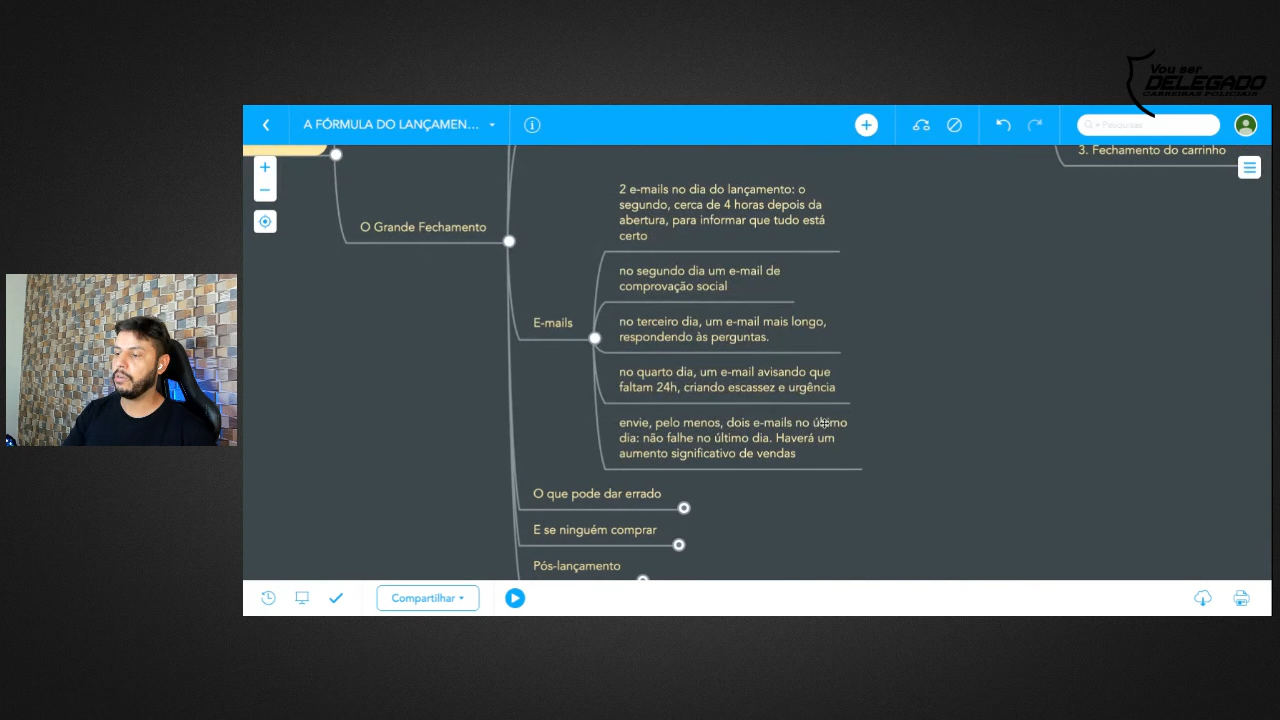 Vou ser
DELEGADO
CARREIRAS POLICIAIS
A FÓRMULA DO LANÇAMEN...
Pesquisas
3. Fechamento do carrinho
2 e-mails no dia do lançamento: o
segundo, cerca de 4 horas depois da
abertura, para informar que tudo está
certo
O Grande Fechamento
no segundo dia um e-mail de
comprovação social
E-mails
no terceiro dia, um e-mail mais longo,
respondendo às perguntas.
no quarto dia, um e-mail avisando que
faltam 24h, criando escassez e urgência
envie, pelo menos, dois e-mails no último
dia: não falhe no último dia. Haverá um
aumento significativo de vendas
O que pode dar errado
E se ninguém comprar
Pós-lançamento
Compartilhar